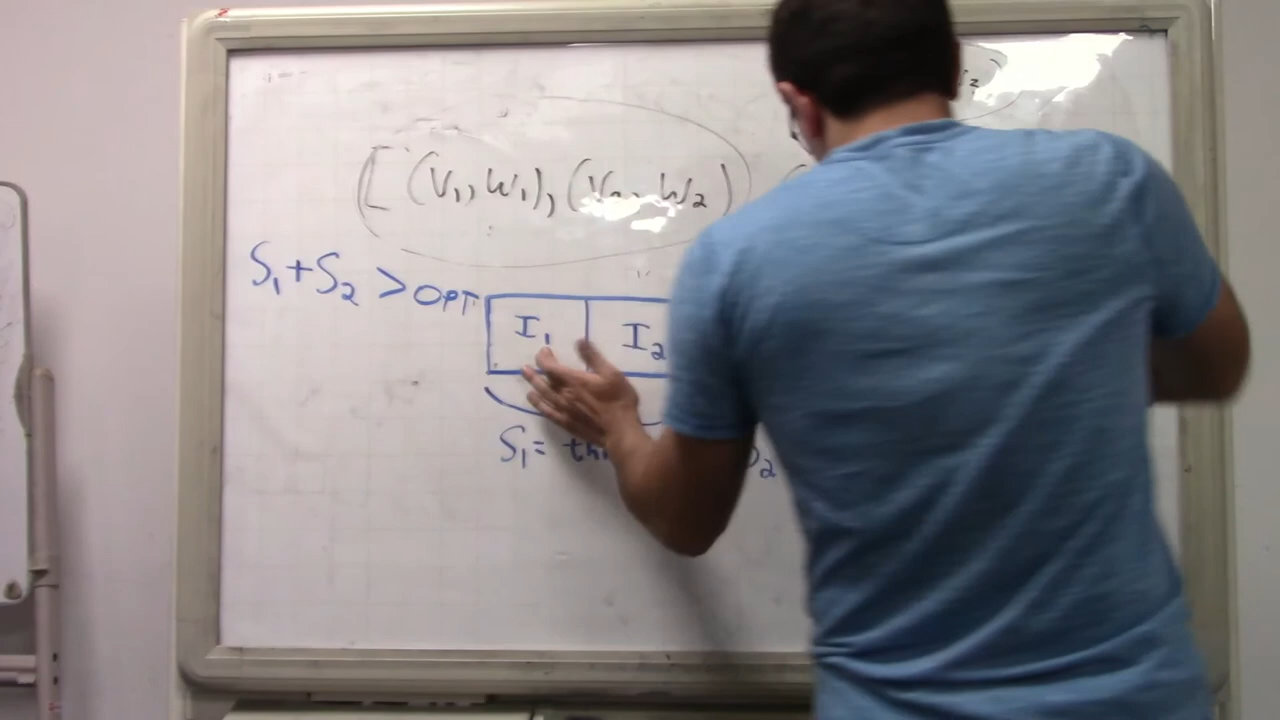 [ (V₁, W₁), (V₂, W₂)
S₁+S₂ > OPT
I₁ I₂
S₁ =